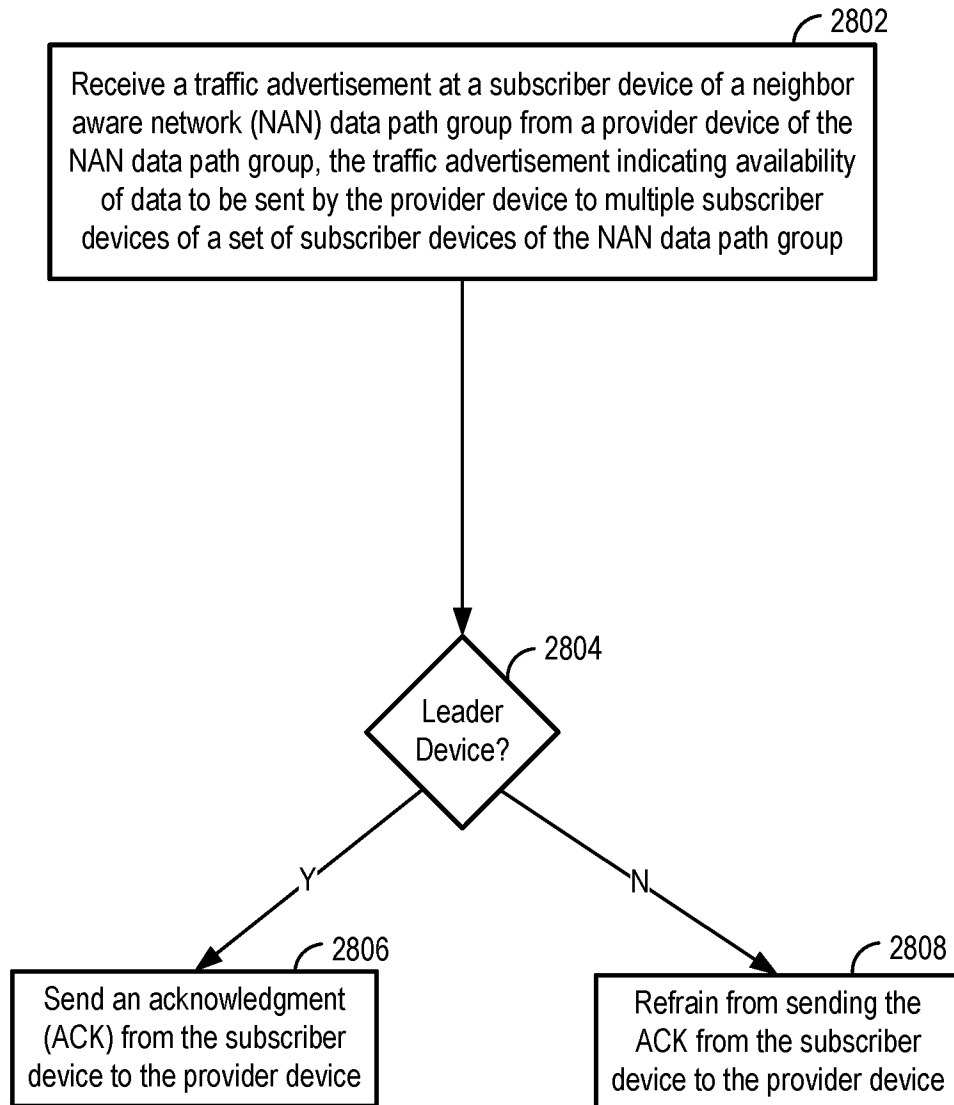 2802
Receive a traffic advertisement at a subscriber device of a neighbor
aware network (NAN) data path group from a provider device of the
NAN data path group, the traffic advertisement indicating availability
of data to be sent by the provider device to multiple subscriber
devices of a set of subscriber devices of the NAN data path group
2804
Leader
Device?
Y
N
2806
Send an acknowledgment
(ACK) from the subscriber
device to the provider device
2808
Refrain from sending the
ACK from the subscriber
device to the provider device